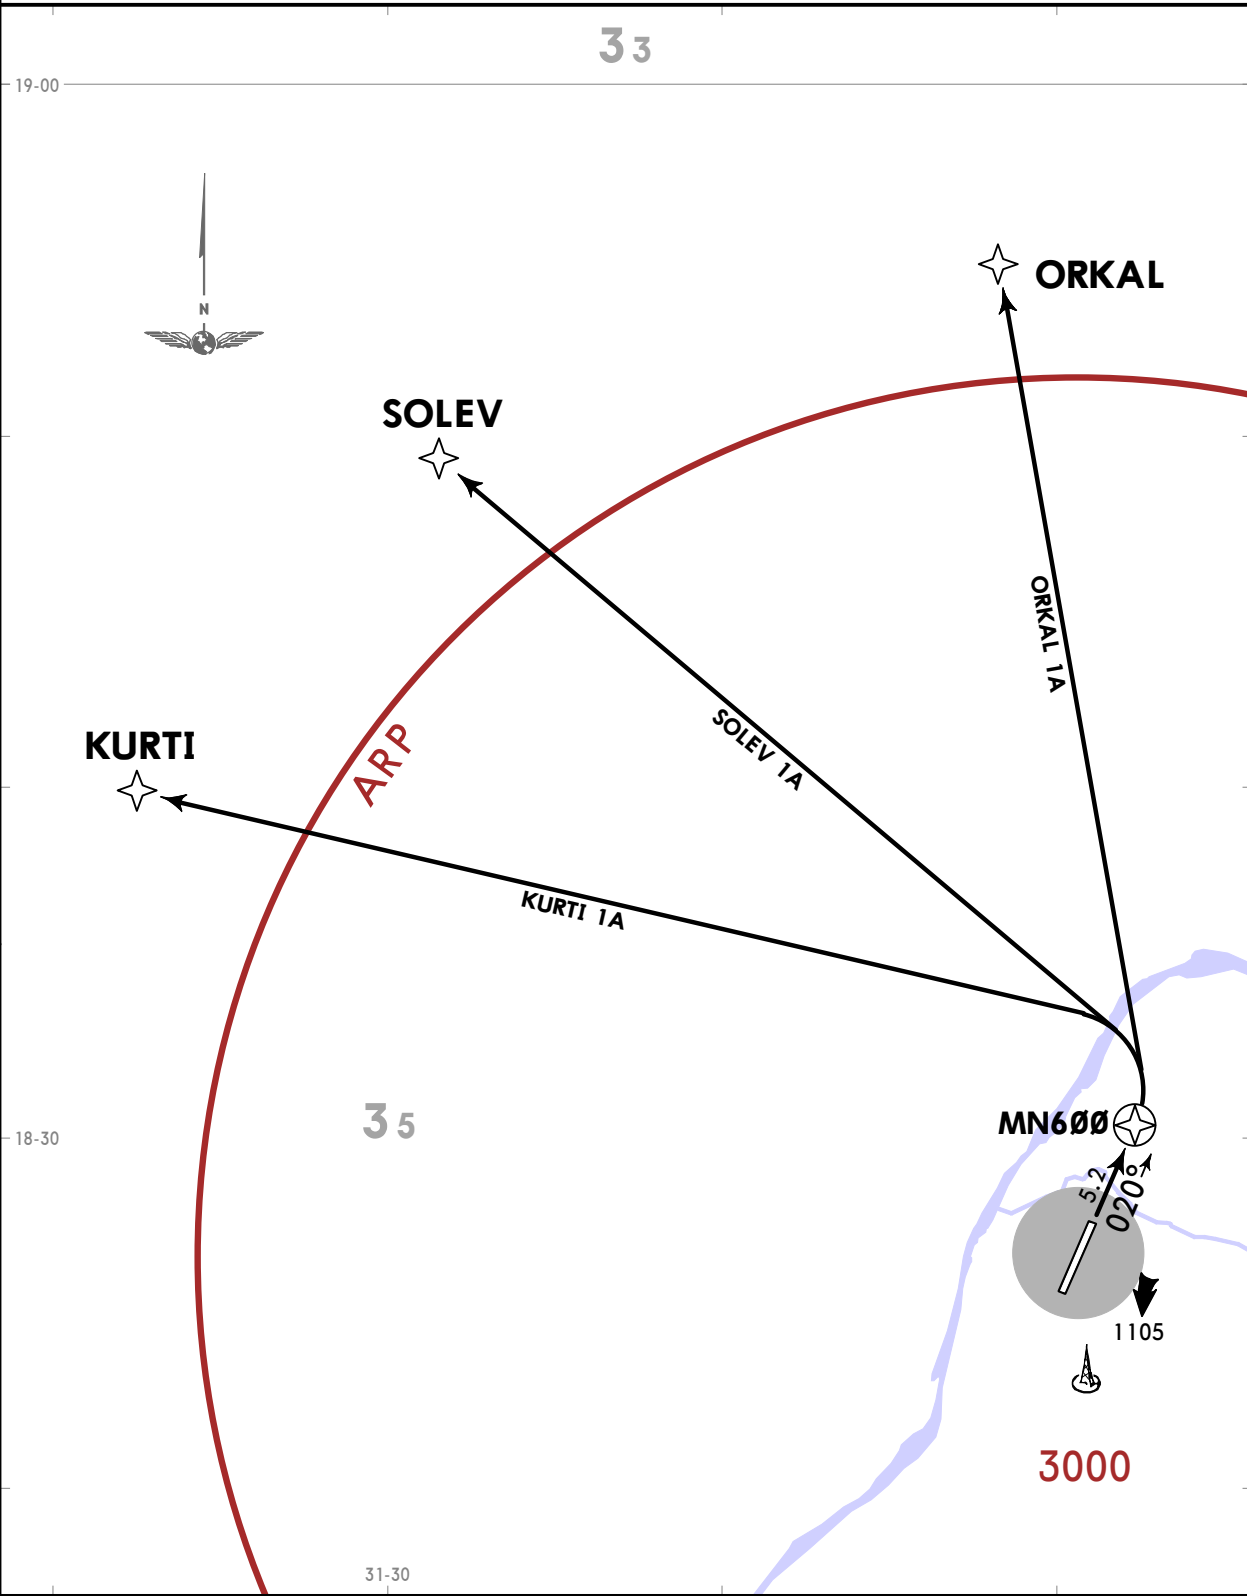 33
19-00
N
ORKAL
SOLEV
ORKAL 1A
SOLEV 1A
ARP
KURTI
KURTI 1A
35
18-30
MN6ØØ
5.2
020°
1105
3000
31-30